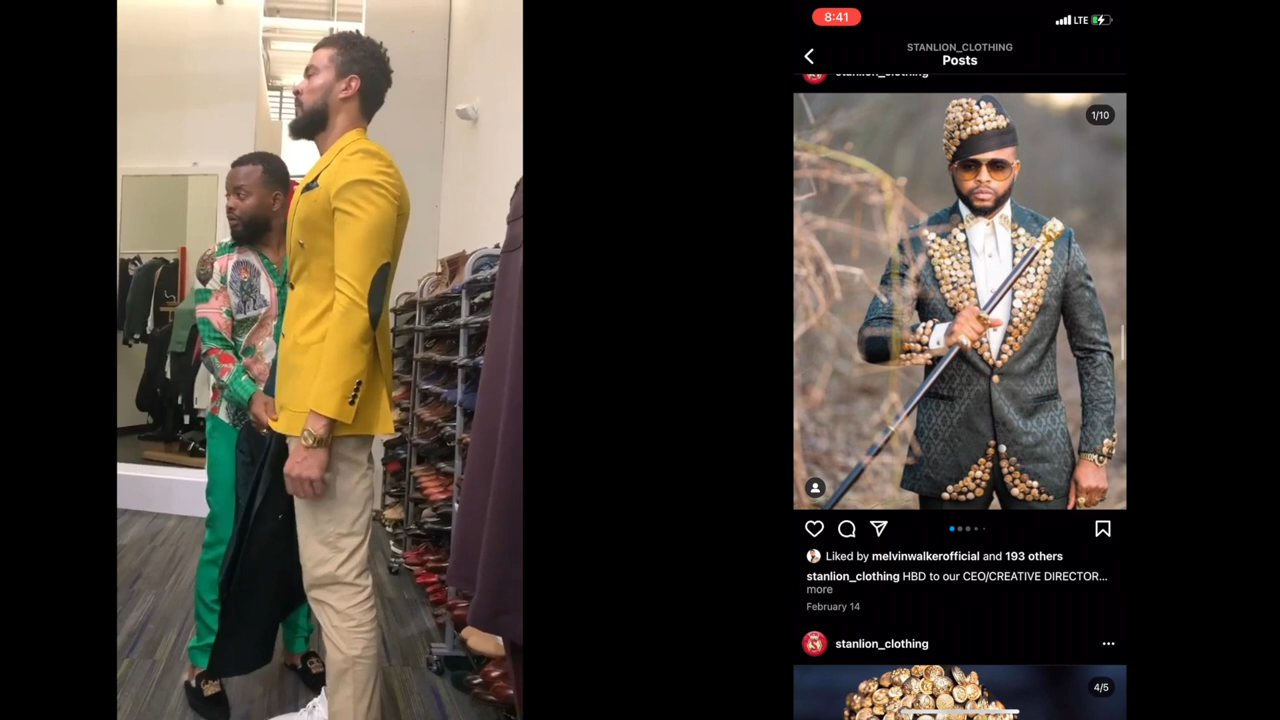 8:41
LTE
STANLION_CLOTHING
Posts
stanlion_clothing
1/10
Liked by melvinwalkerofficial and 193 others
stanlion_clothing HBD to our CEO/CREATIVE DIRECTOR...
more
February 14
stanlion_clothing
4/5